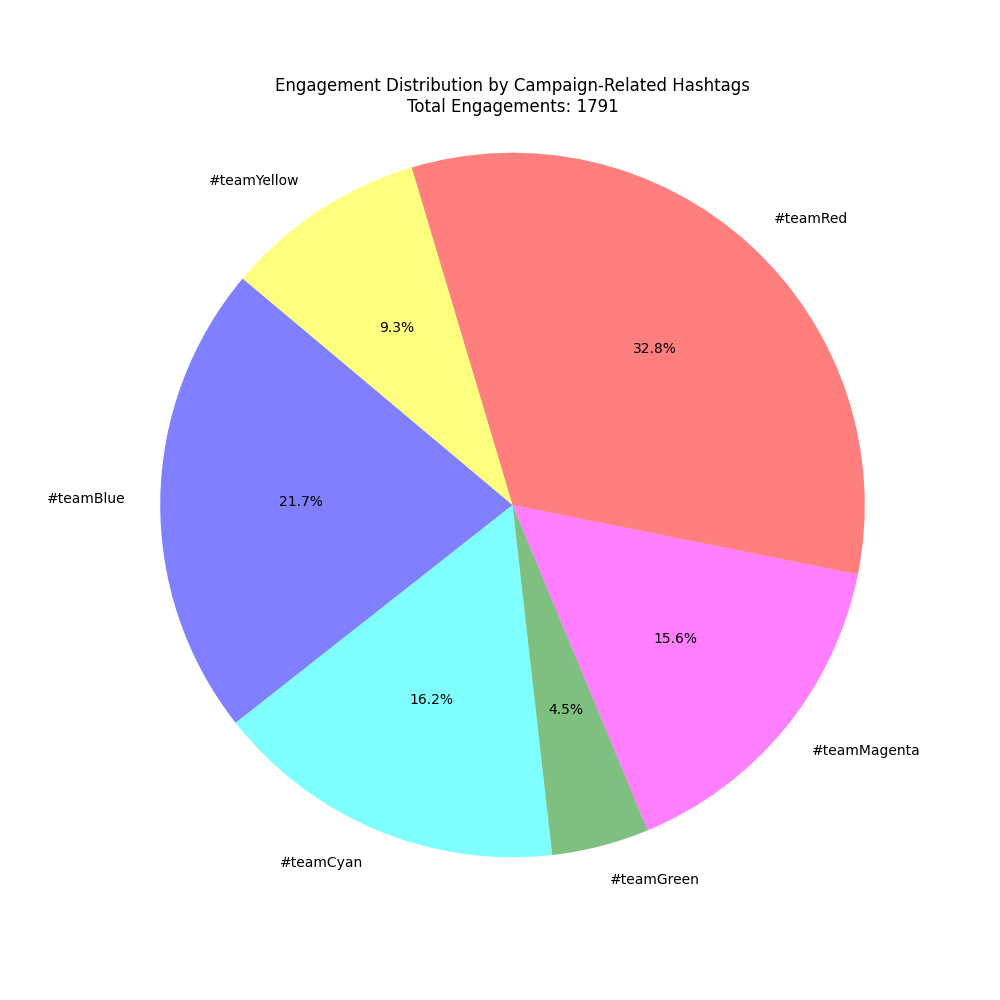 Engagement Distribution by Campaign-Related Hashtags
Total Engagements: 1791
#teamYellow
#teamRed
9.3%
32.8%
#teamBlue
21.7%
15.6%
16.2%
4.5%
#teamMagenta
#teamCyan
#teamGreen